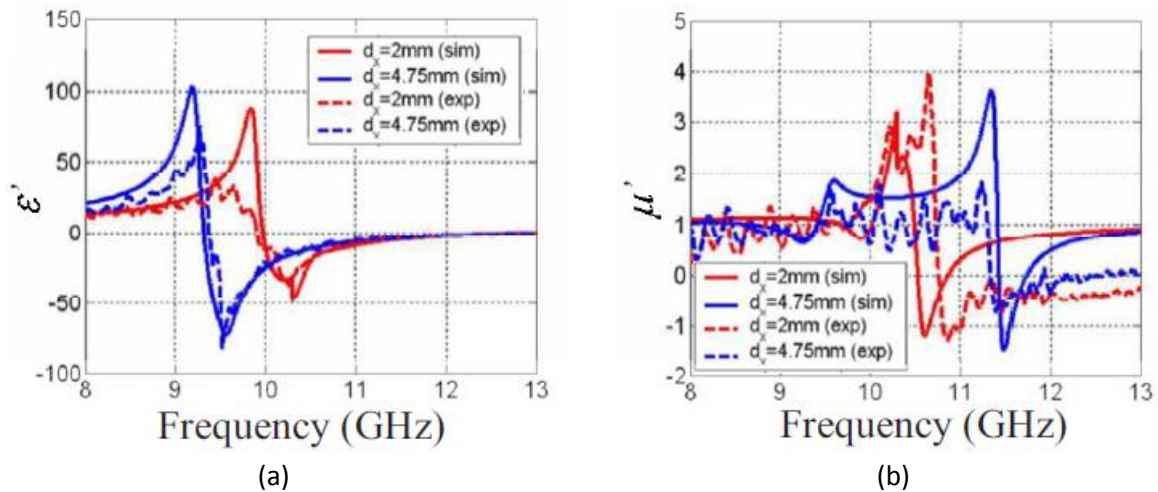 150
100
50
0
-50
-100
ε'
8 9 10 11 12 13
Frequency (GHz)
dx=2mm (sim)
dx=4.75mm (sim)
dx=2mm (exp)
dx=4.75mm (exp)
(a)
5
4
3
2
1
0
-1
-2
μ'
8 9 10 11 12 13
Frequency (GHz)
dx=2mm (sim)
dx=4.75mm (sim)
dx=2mm (exp)
dx=4.75mm (exp)
(b)